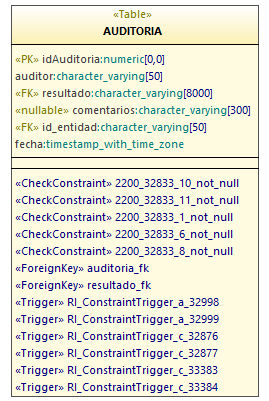 «Table»
AUDITORIA
«PK» idAuditoria:numeric[0,0]
auditor:character_varying[50]
«FK» resultado:character_varying[8000]
«nullable» comentarios:character_varying[300]
«FK» id_entidad:character_varying[50]
fecha:timestamp_with_time_zone
«CheckConstraint» 2200_32833_10_not_null
«CheckConstraint» 2200_32833_11_not_null
«CheckConstraint» 2200_32833_1_not_null
«CheckConstraint» 2200_32833_6_not_null
«CheckConstraint» 2200_32833_8_not_null
«ForeignKey» auditoria_fk
«ForeignKey» resultado_fk
«Trigger» RI_ConstraintTrigger_a_32998
«Trigger» RI_ConstraintTrigger_a_32999
«Trigger» RI_ConstraintTrigger_c_32876
«Trigger» RI_ConstraintTrigger_c_32877
«Trigger» RI_ConstraintTrigger_c_33383
«Trigger» RI_ConstraintTrigger_c_33384